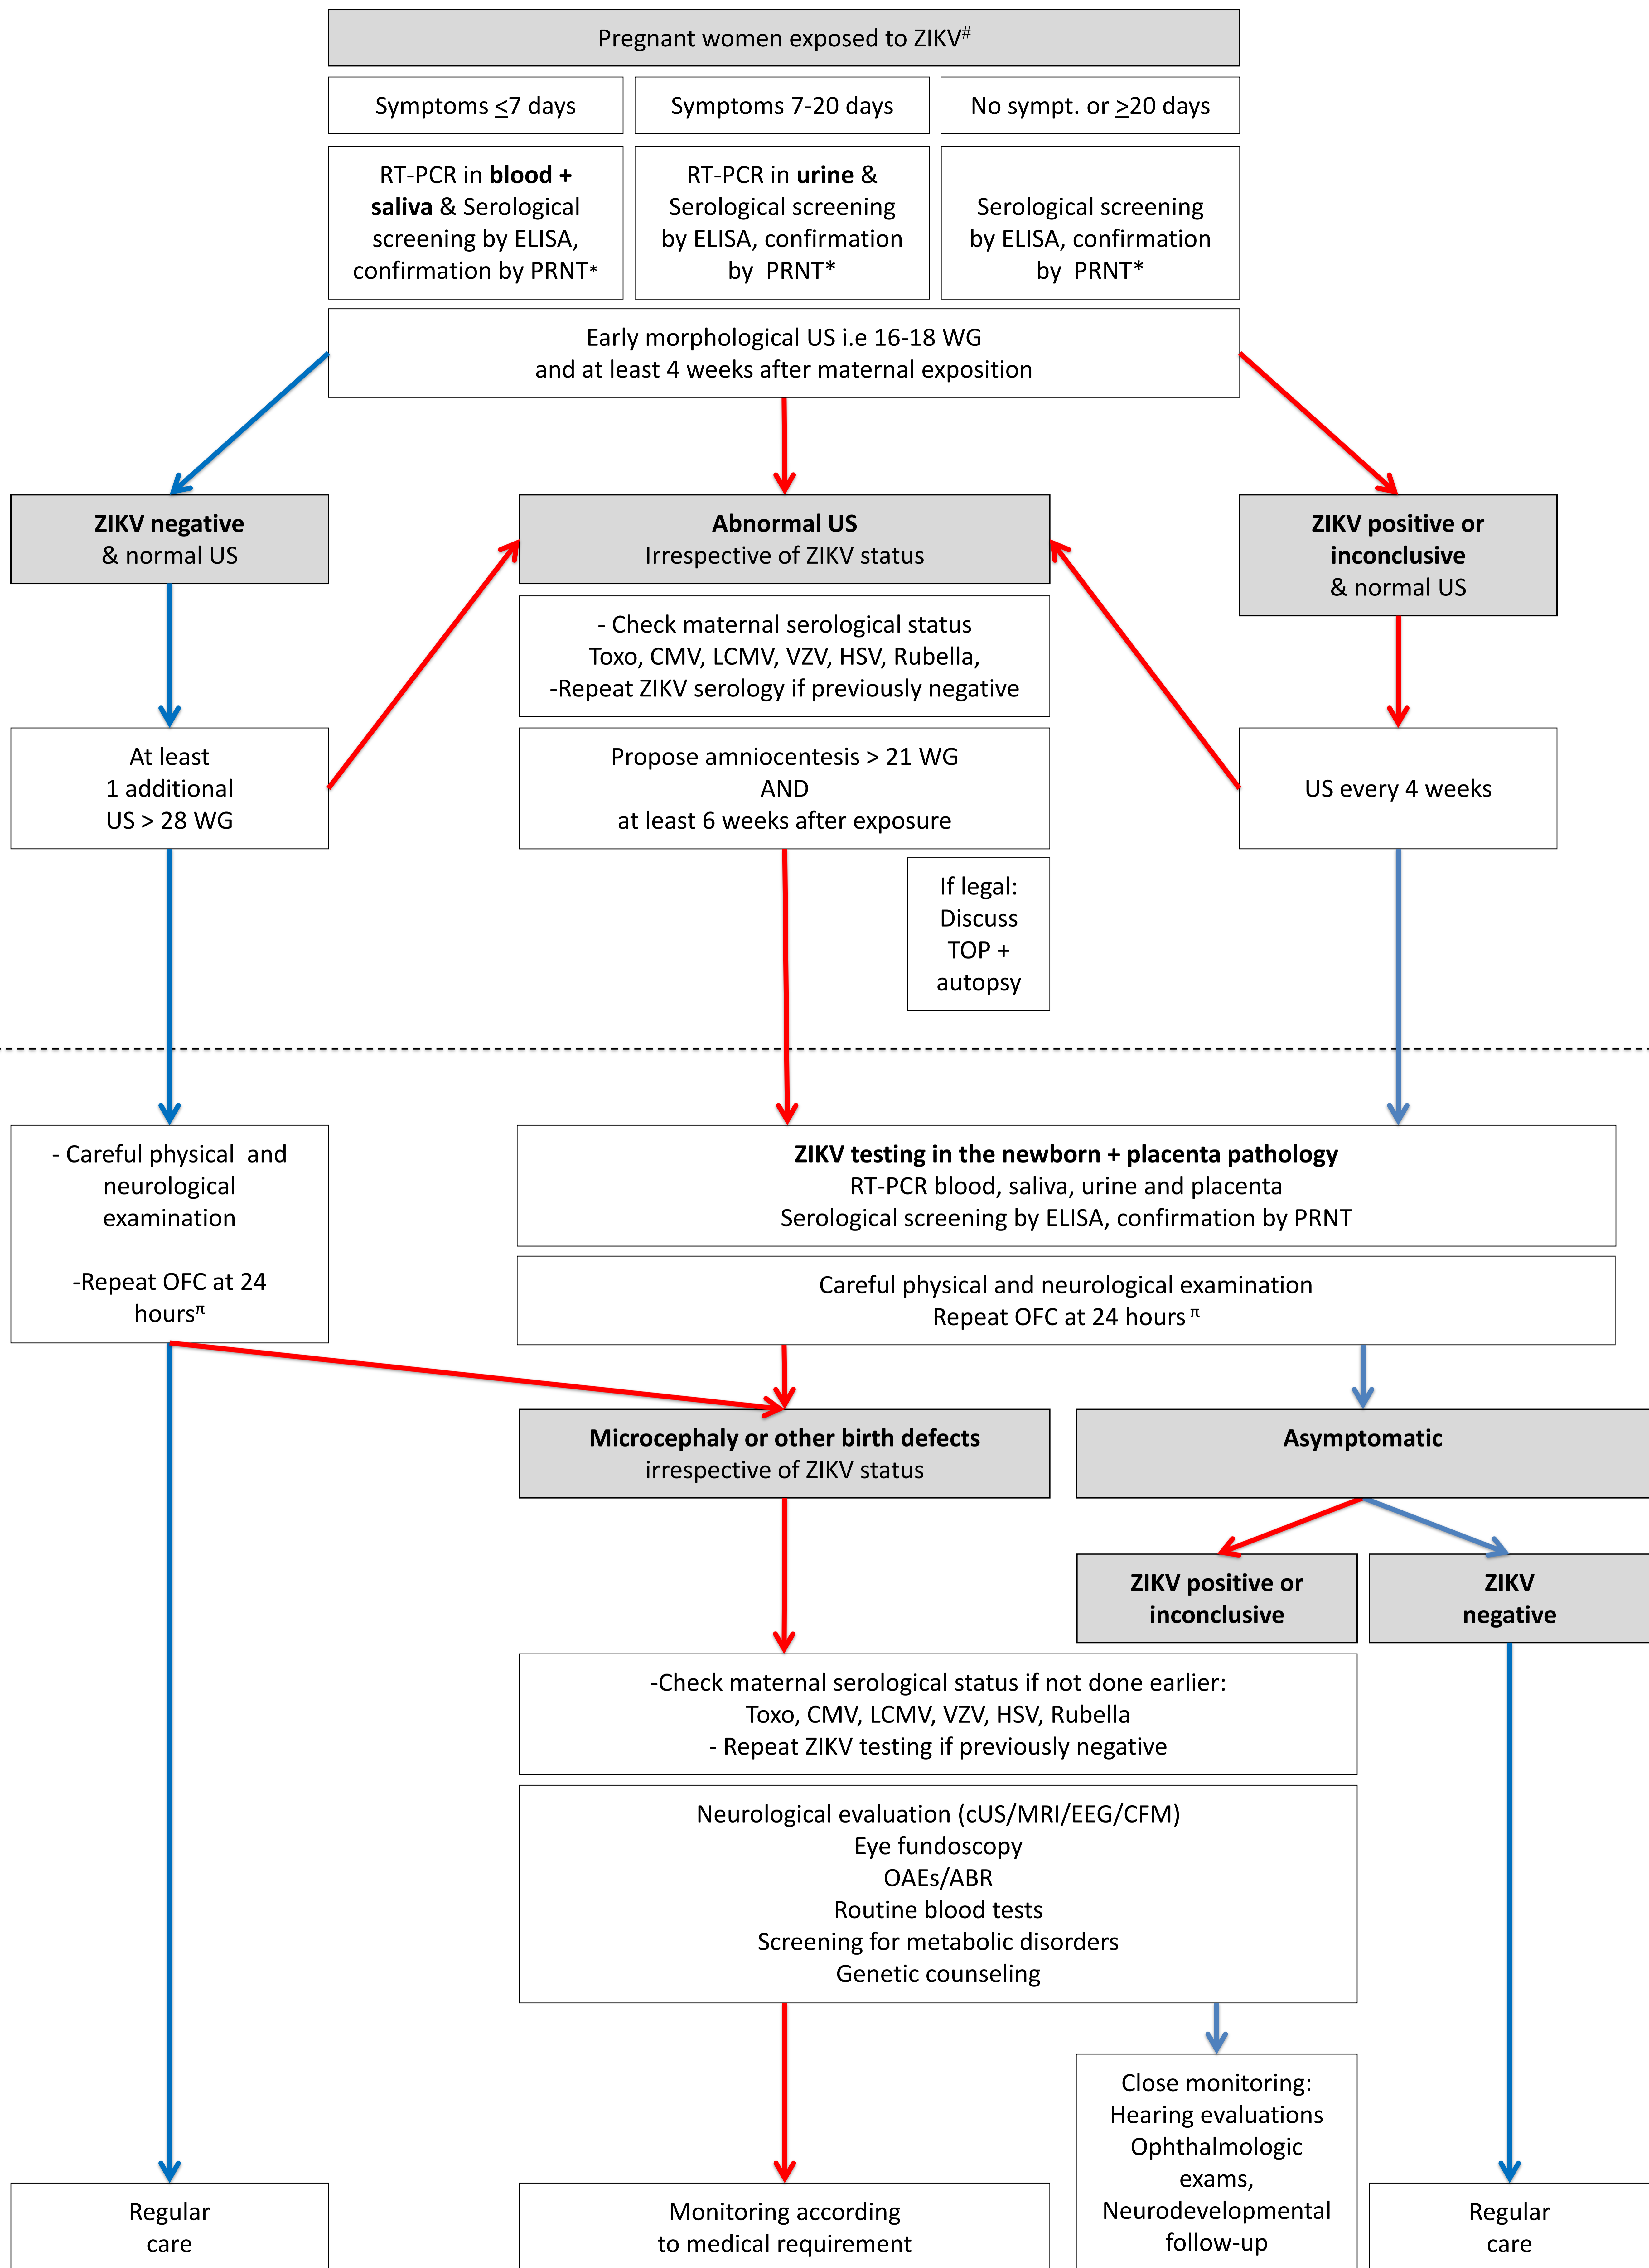 Pregnant women exposed to ZIKV#
Symptoms ≤7 days
Symptoms 7-20 days
No sympt. or ≥20 days
RT-PCR in blood +
saliva & Serological
screening by ELISA,
confirmation by PRNT*
RT-PCR in urine &
Serological screening
by ELISA, confirmation
by PRNT*
Serological screening
by ELISA, confirmation
by PRNT*
Early morphological US i.e 16-18 WG
and at least 4 weeks after maternal exposition
ZIKV negative
& normal US
Abnormal US
Irrespective of ZIKV status
ZIKV positive or
inconclusive
& normal US
- Check maternal serological status
Toxo, CMV, LCMV, VZV, HSV, Rubella,
-Repeat ZIKV serology if previously negative
At least
1 additional
US > 28 WG
Propose amniocentesis > 21 WG
AND
at least 6 weeks after exposure
US every 4 weeks
If legal:
Discuss
TOP +
autopsy
- Careful physical and
neurological
examination
-Repeat OFC at 24
hoursπ
ZIKV testing in the newborn + placenta pathology
RT-PCR blood, saliva, urine and placenta
Serological screening by ELISA, confirmation by PRNT
Careful physical and neurological examination
Repeat OFC at 24 hours π
Microcephaly or other birth defects
irrespective of ZIKV status
Asymptomatic
ZIKV positive or
inconclusive
ZIKV
negative
-Check maternal serological status if not done earlier:
Toxo, CMV, LCMV, VZV, HSV, Rubella
- Repeat ZIKV testing if previously negative
Neurological evaluation (cUS/MRI/EEG/CFM)
Eye fundoscopy
OAEs/ABR
Routine blood tests
Screening for metabolic disorders
Genetic counseling
Close monitoring:
Hearing evaluations
Ophthalmologic
exams,
Neurodevelopmental
follow-up
Regular
care
Monitoring according
to medical requirement
Regular
care